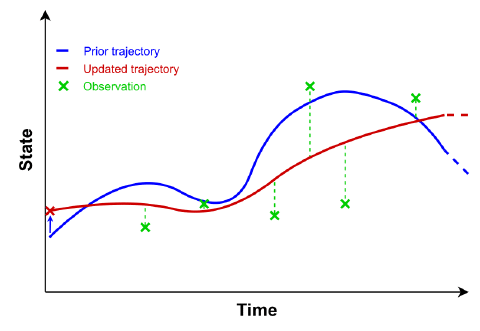 Prior trajectory
Updated trajectory
Observation
State
Time